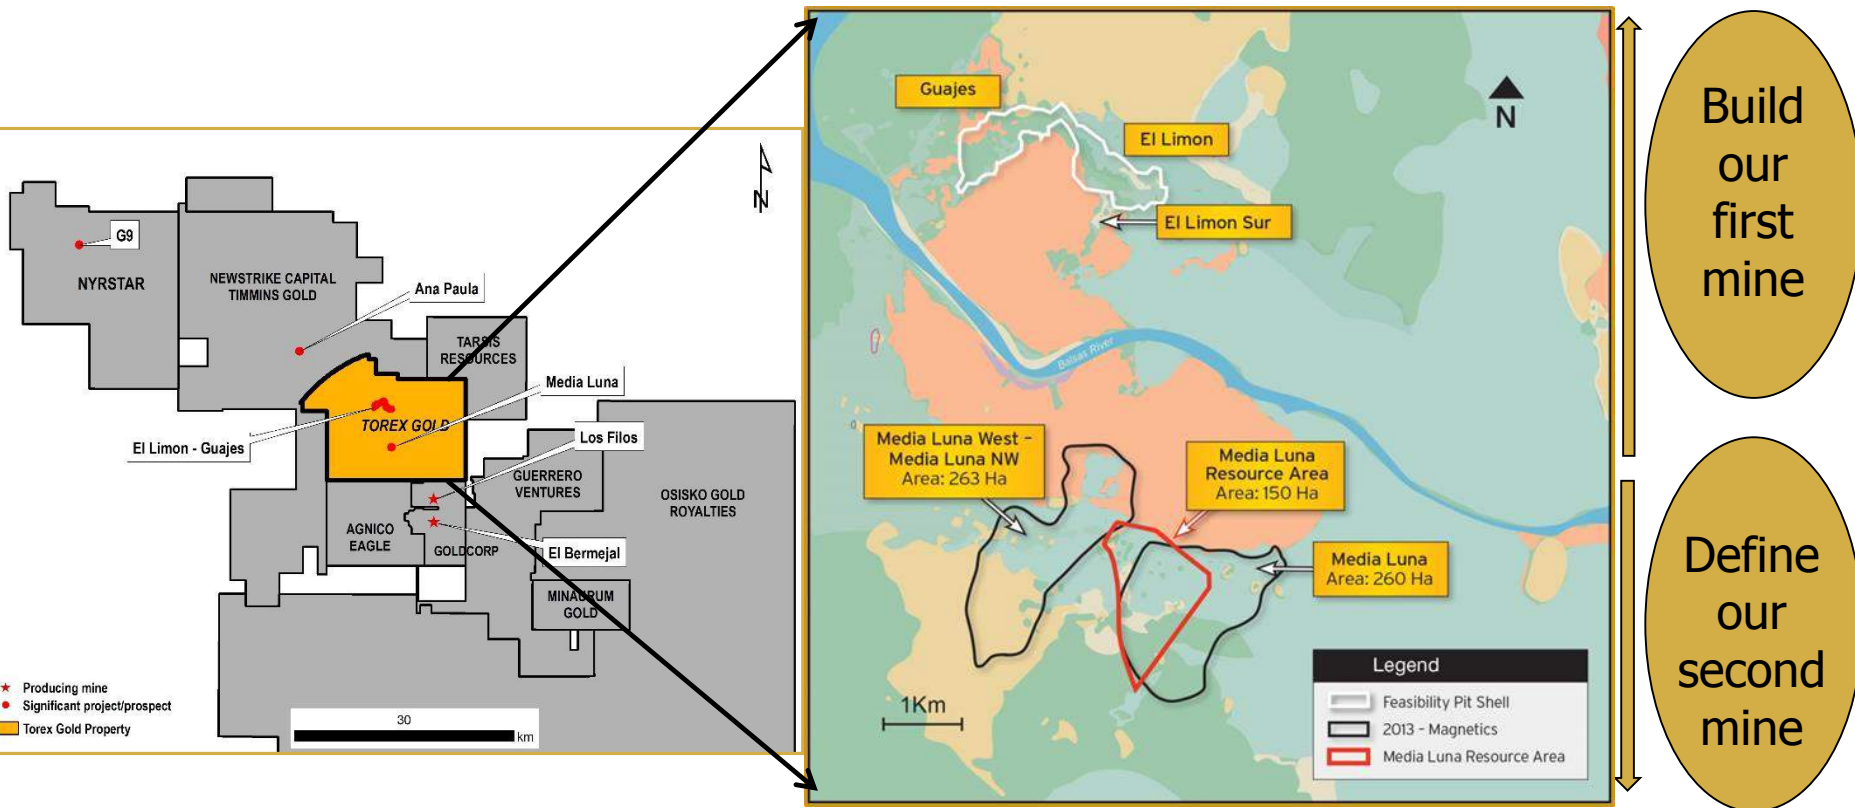 G9
NYRSTAR
NEWSTRIKE CAPITAL
TIMMINS GOLD
Ana Paula
TARSIS
RESOURCES
Media Luna
TOREX GOLD
El Limon - Guajes
Los Filos
GUERRERO
VENTURES
OSISKO GOLD
ROYALTIES
AGNICO
EAGLE
GOLDCORP
El Bermejal
MINAURUM
GOLD
N
Producing mine
Significant project/prospect
Torex Gold Property
30
km
Guajes
El Limon
El Limon Sur
N
Balsas River
Media Luna West –
Media Luna NW
Area: 263 Ha
Media Luna
Resource Area
Area: 150 Ha
Media Luna
Area: 260 Ha
1Km
Legend
Feasibility Pit Shell
2013 - Magnetics
Media Luna Resource Area
Build
our
first
mine
Define
our
second
mine